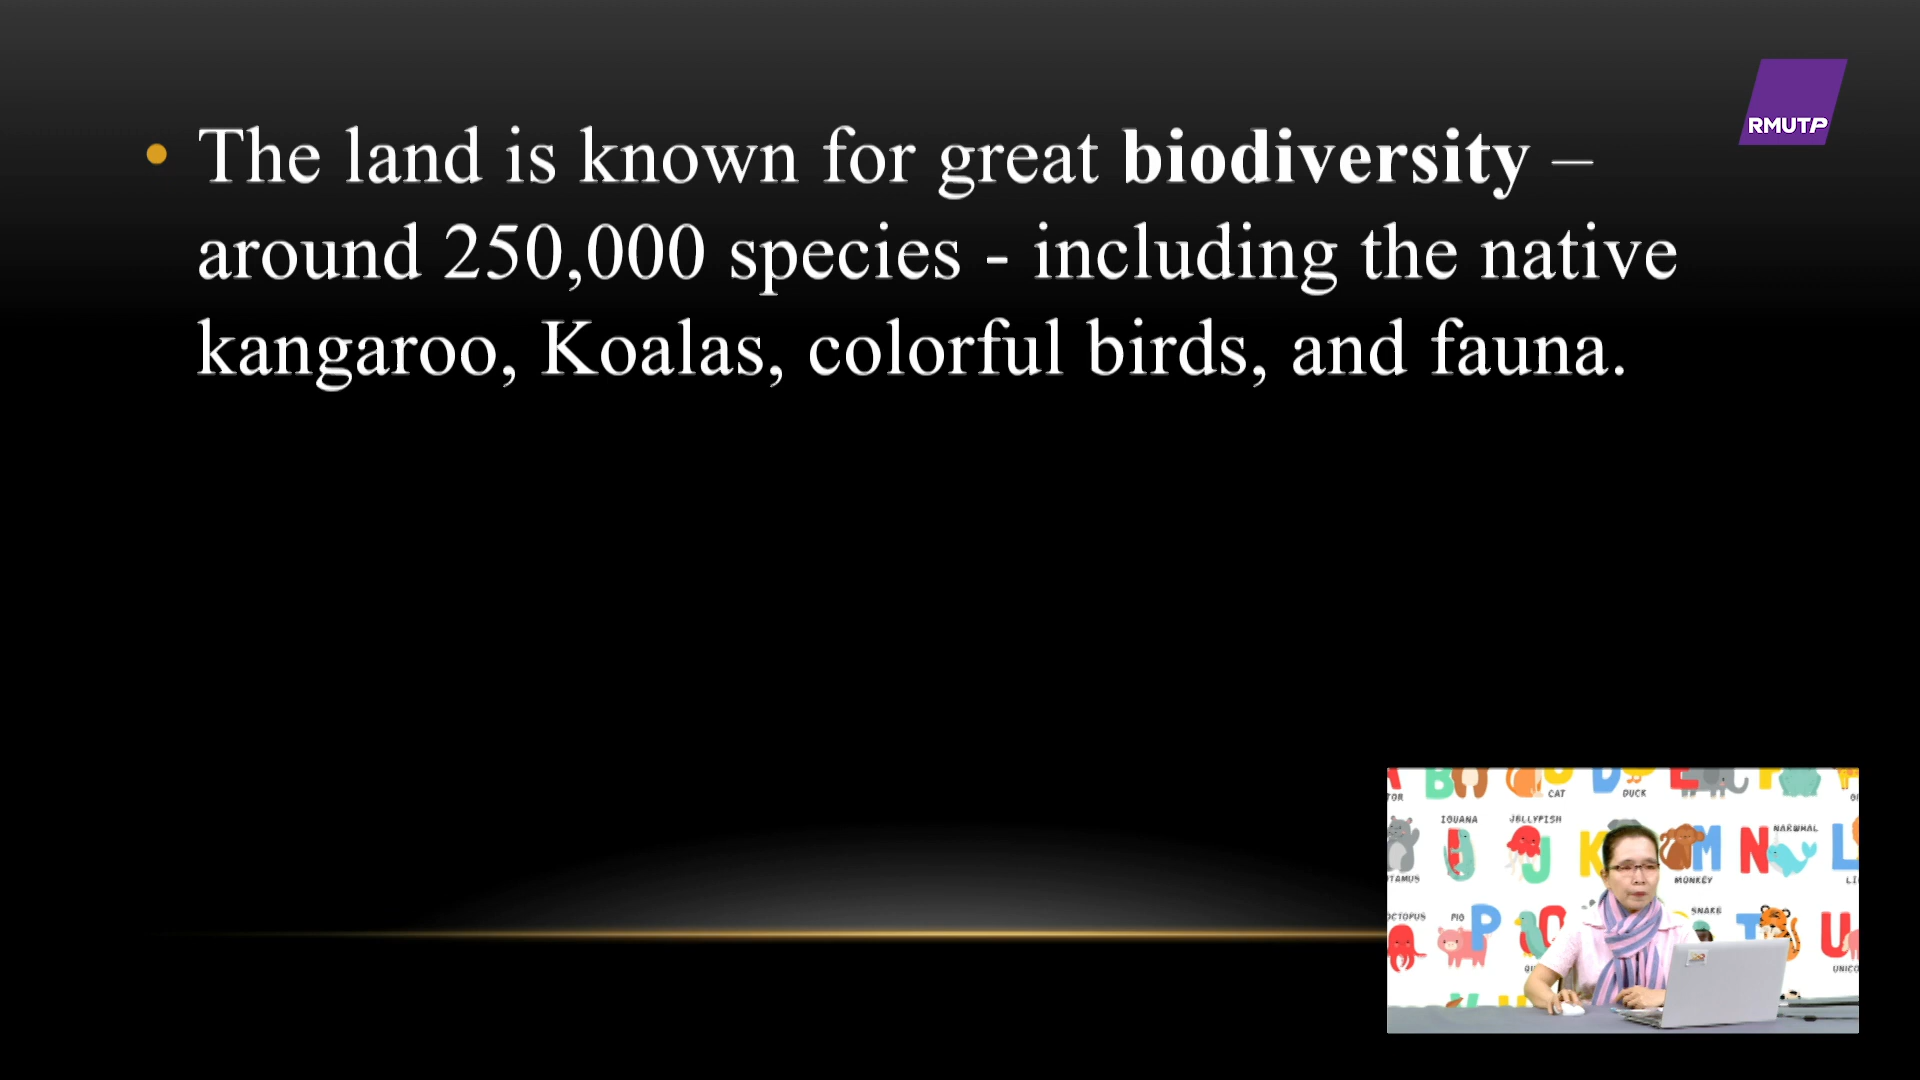 RMUTP
• The land is known for great biodiversity –
around 250,000 species - including the native
kangaroo, Koalas, colorful birds, and fauna.
CAT
DUCK
IGUANA
JELLYFISH
NARWHAL
MONKEY
OCTOPUS
PIG
SNAKE